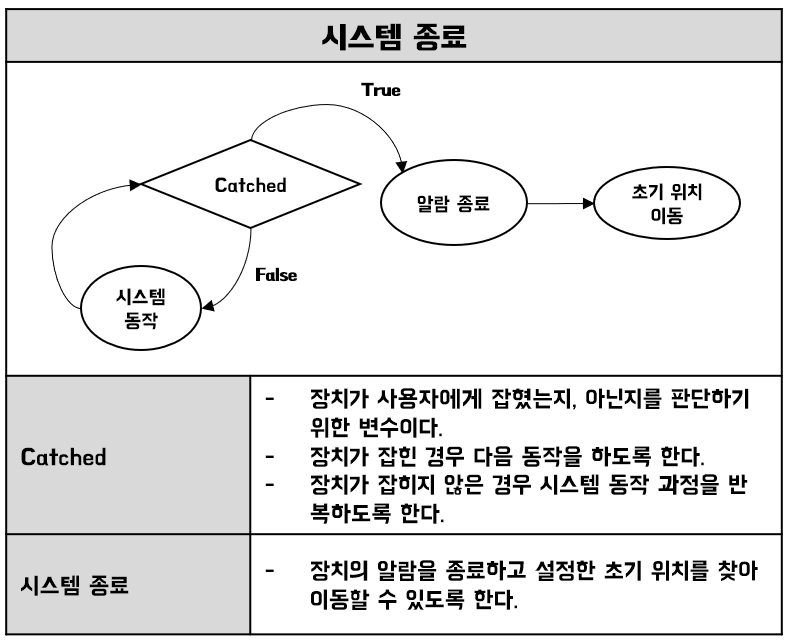 시스템 종료
True
Catched
알람 종료
초기 위치
이동
False
시스템
동작
Catched
- 장치가 사용자에게 잡혔는지, 아닌지를 판단하기
위한 변수이다.
- 장치가 잡힌 경우 다음 동작을 하도록 한다.
- 장치가 잡히지 않은 경우 시스템 동작 과정을 반
복하도록 한다.
시스템 종료
- 장치의 알람을 종료하고 설정한 초기 위치를 찾아
이동할 수 있도록 한다.